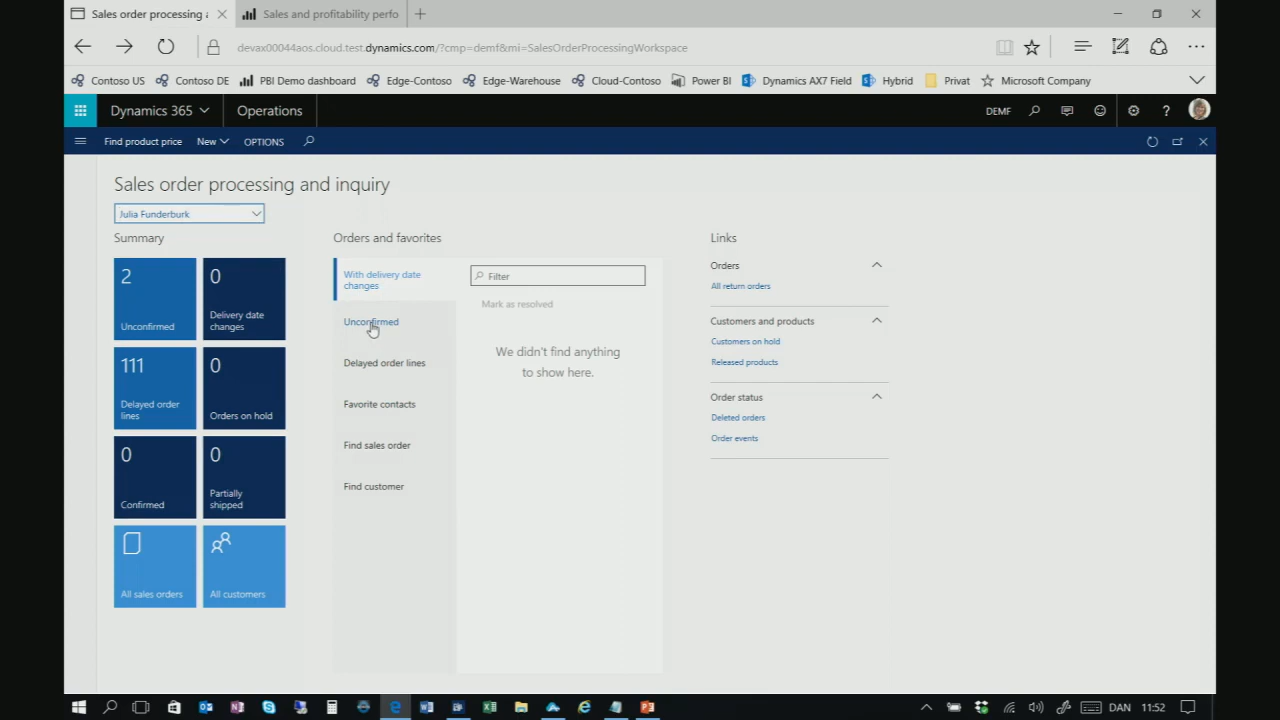 Sales order processing a
Sales and profitability perfo
devax00044aos.cloud.test.dynamics.com/?cmp=demf&mi=SalesOrderProcessingWorkspace
Contoso US
Contoso DE
PBI Demo dashboard
Edge-Contoso
Edge-Warehouse
Cloud-Contoso
Power BI
Dynamics AX7 Field
Hybrid
Privat
Microsoft Company
Dynamics 365
Operations
DEMF
Find product price
New
OPTIONS
Sales order processing and inquiry
Julia Funderburk
Summary
2
Unconfirmed
0
Delivery date
changes
111
Delayed order
lines
0
Orders on hold
0
Confirmed
0
Partially
shipped
All sales orders
All customers
Orders and favorites
With delivery date
changes
Unconfirmed
Delayed order lines
Favorite contacts
Find sales order
Find customer
Filter
Mark as resolved
We didn't find anything
to show here.
Links
Orders
All return orders
Customers and products
Customers on hold
Released products
Order status
Deleted orders
Order events
DAN
11:52